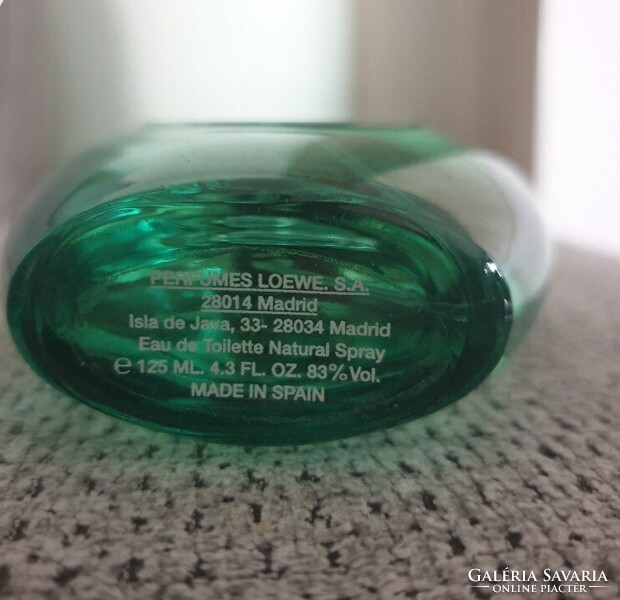 PERFUMES LOEWE. S.A.
28014 Madrid
Isla de Java, 33- 28034 Madrid
Eau de Toilette Natural Spray
℮ 125 ML. 4.3 FL. OZ. 83% Vol.
MADE IN SPAIN
GALÉRIA SAVARIA
ONLINE PIACTÉR